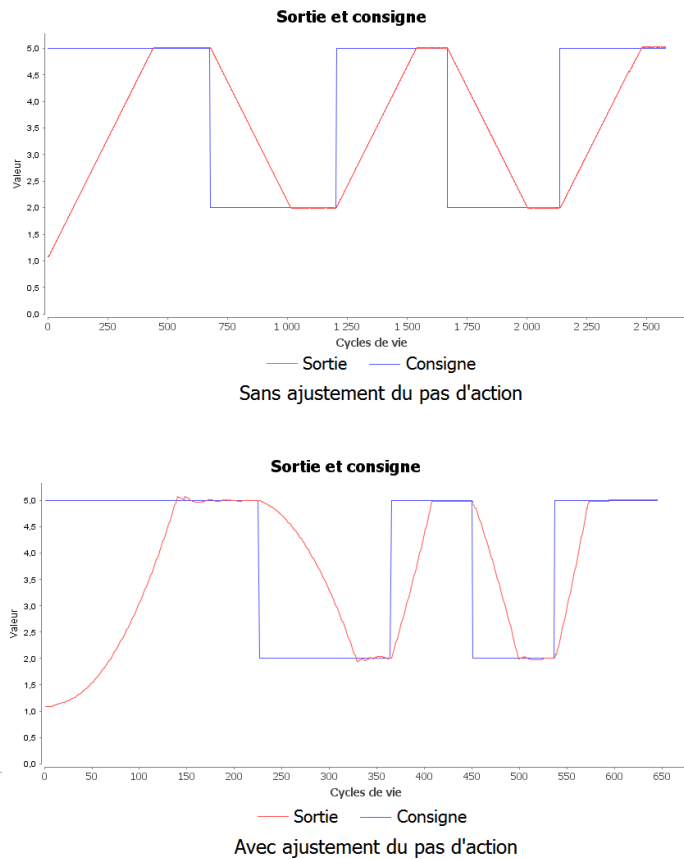 Sortie et consigne
5,0
4,5
4,0
3,5
3,0
2,5
2,0
1,5
1,0
0,5
0,0
Valeur
0 250 500 750 1 000 1 250 1 500 1 750 2 000 2 250 2 500
Cycles de vie
Sortie Consigne
Sans ajustement du pas d'action
Sortie et consigne
5,0
4,5
4,0
3,5
3,0
2,5
2,0
1,5
1,0
0,5
0,0
Valeur
0 50 100 150 200 250 300 350 400 450 500 550 600 650
Cycles de vie
Sortie Consigne
Avec ajustement du pas d'action